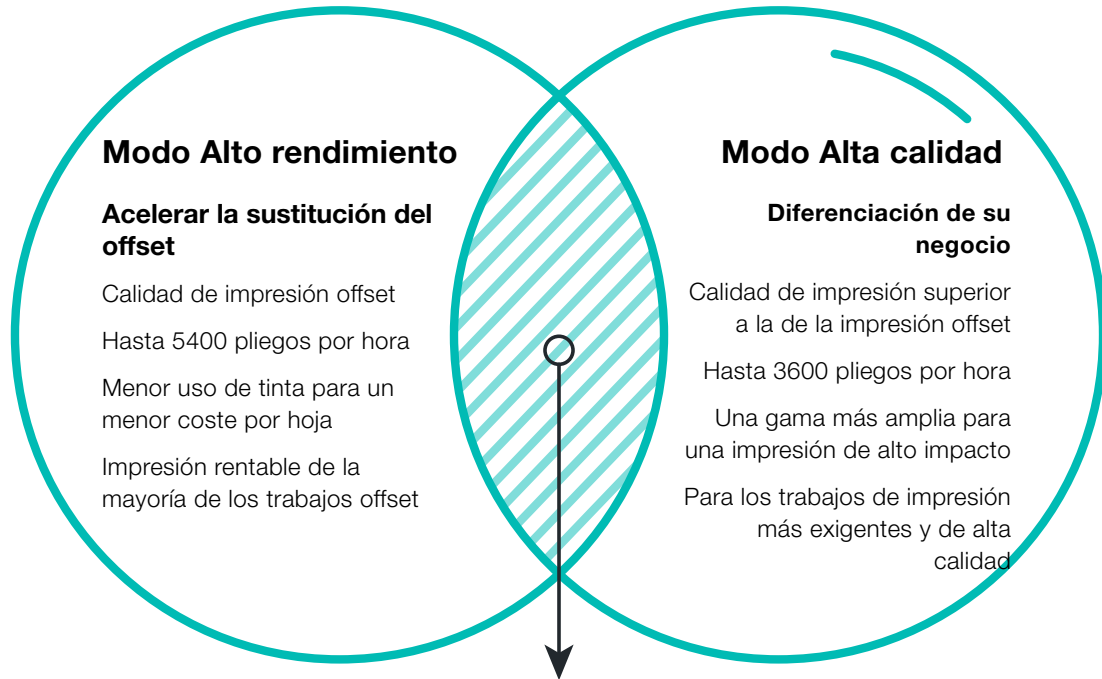 Modo Alto rendimiento
Acelerar la sustitución del
offset
Calidad de impresión offset
Hasta 5400 pliegos por hora
Menor uso de tinta para un
menor coste por hoja
Impresión rentable de la
mayoría de los trabajos offset
Modo Alta calidad
Diferenciación de su
negocio
Calidad de impresión superior
a la de la impresión offset
Hasta 3600 pliegos por hora
Una gama más amplia para
una impresión de alto impacto
Para los trabajos de impresión
más exigentes y de alta
calidad